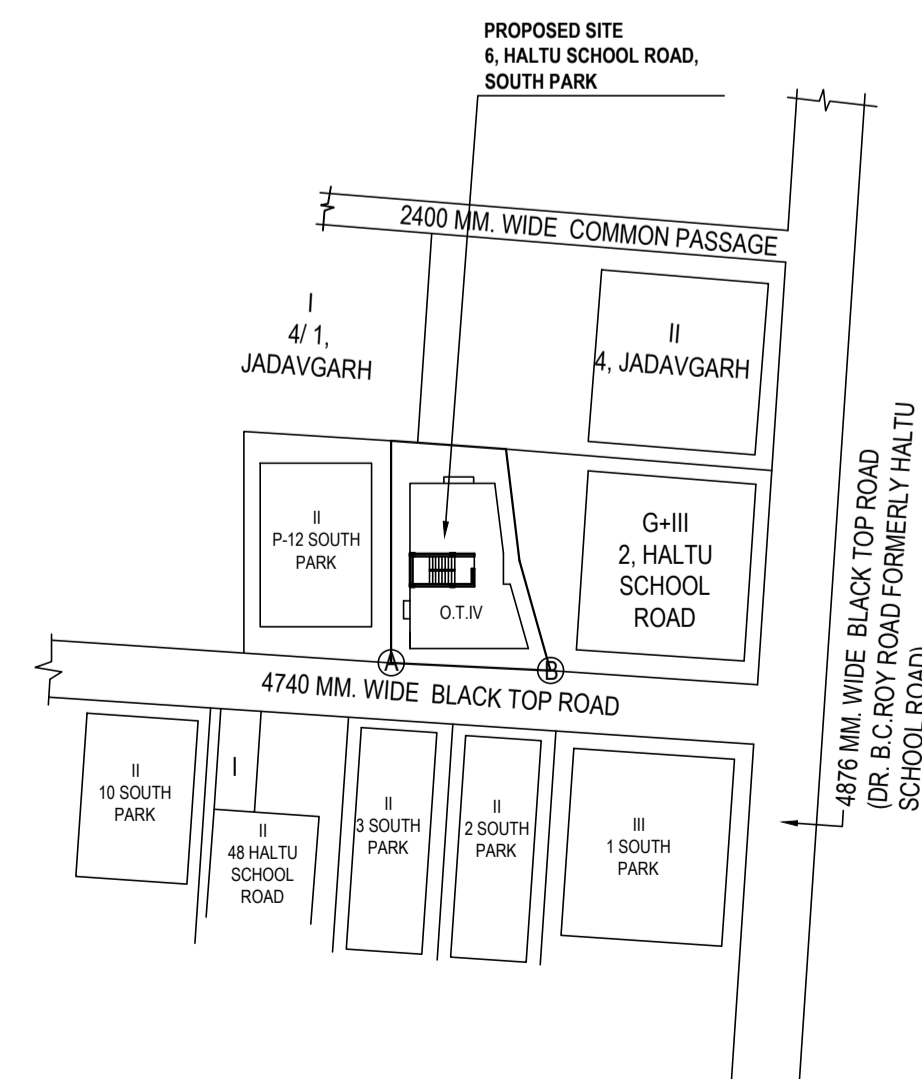 PROPOSED SITE
6, HALTU SCHOOL ROAD,
SOUTH PARK
2400 MM. WIDE COMMON PASSAGE
I
4/ 1,
JADAVGARH
II
4, JADAVGARH
II
P-12 SOUTH
PARK
O.T.IV
G+III
2, HALTU
SCHOOL
ROAD
A
B
4740 MM. WIDE BLACK TOP ROAD
4876 MM. WIDE BLACK TOP ROAD
(DR. B.C.ROY ROAD FORMERLY HALTU
SCHOOL ROAD)
II
10 SOUTH
PARK
I
II
48 HALTU
SCHOOL
ROAD
II
3 SOUTH
PARK
II
2 SOUTH
PARK
III
1 SOUTH
PARK